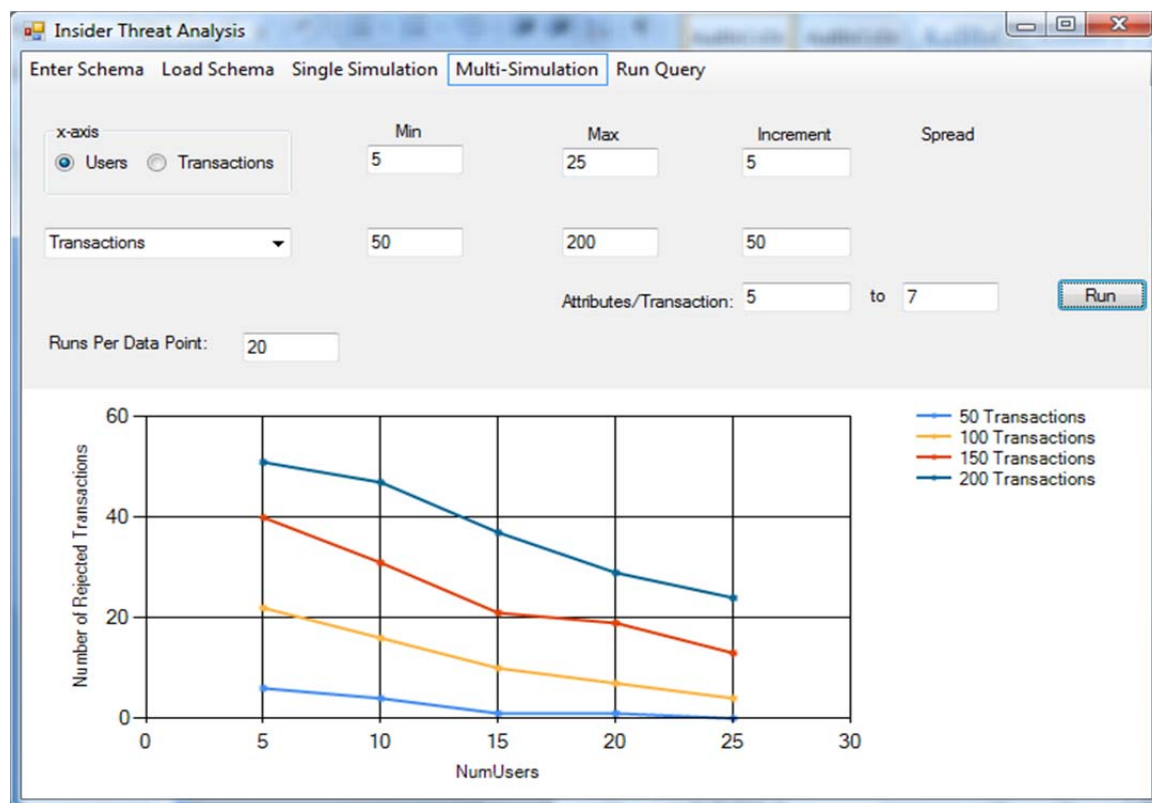 Insider Threat Analysis
Enter Schema Load Schema Single Simulation Multi-Simulation Run Query
x-axis Min Max Increment Spread
Users Transactions 5 25 5
Transactions 50 200 50
Attributes/Transaction: 5 to 7 Run
Runs Per Data Point: 20
60
40
20
0
Number of Rejected Transactions
0 5 10 15 20 25 30
NumUsers
50 Transactions
100 Transactions
150 Transactions
200 Transactions